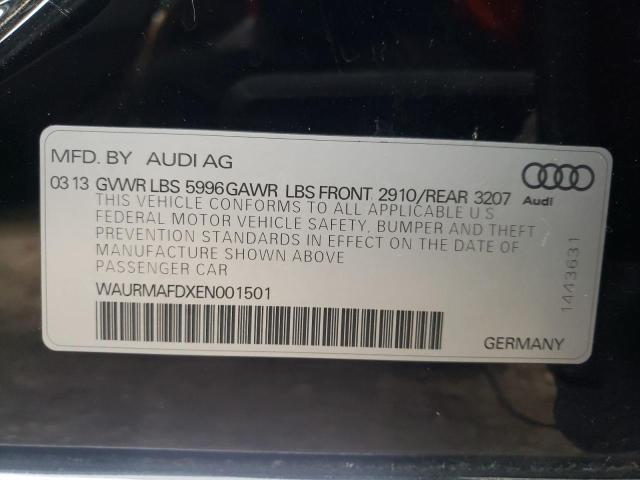 MFD. BY AUDI AG
03 13 GVWR LBS 5996 GAWR LBS FRONT 2910/REAR 3207
Audi
THIS VEHICLE CONFORMS TO ALL APPLICABLE U S
FEDERAL MOTOR VEHICLE SAFETY, BUMPER AND THEFT
PREVENTION STANDARDS IN EFFECT ON THE DATE OF
MANUFACTURE SHOWN ABOVE
PASSENGER CAR
WAURMAFDXEN001501
1443631
GERMANY